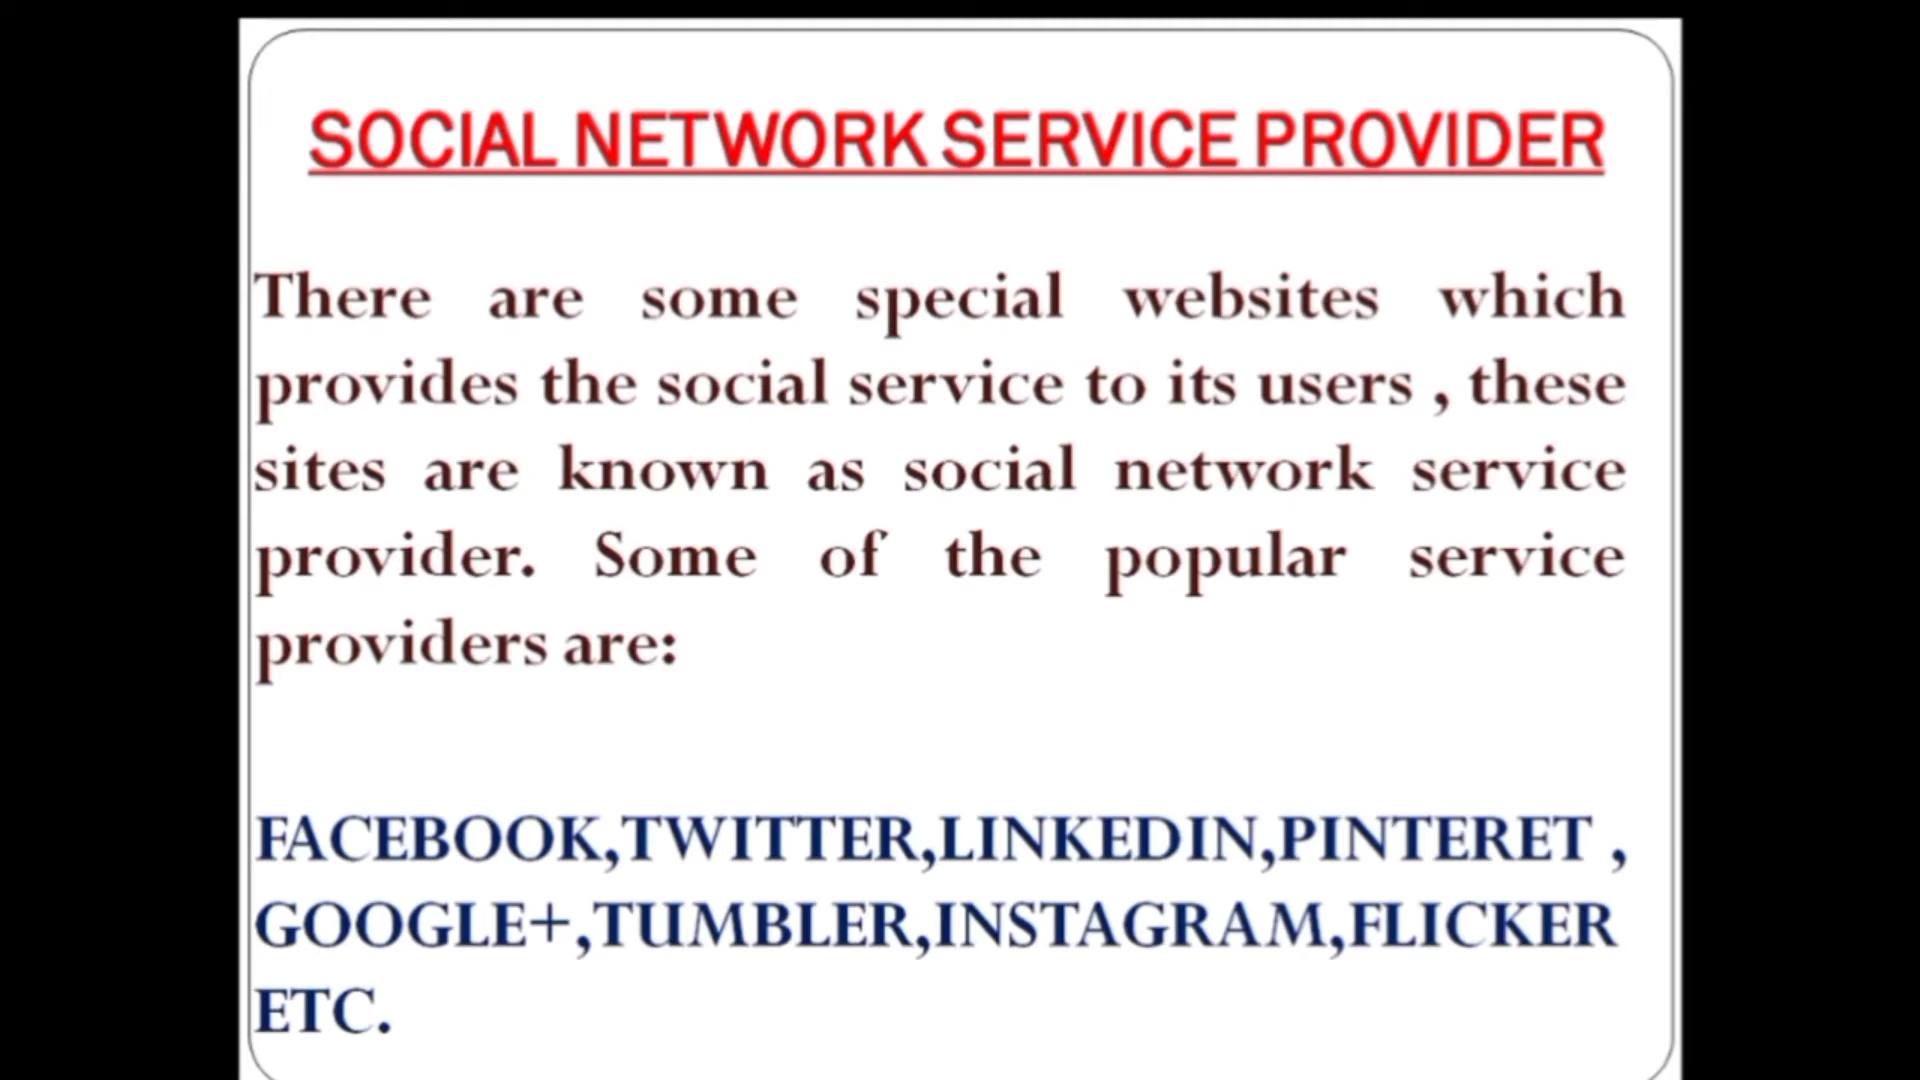 SOCIAL NETWORK SERVICE PROVIDER
There are some special websites which
provides the social service to its users , these
sites are known as social network service
provider. Some of the popular service
providers are:
FACEBOOK,TWITTER,LINKEDIN,PINTERET ,
GOOGLE+,TUMBLER,INSTAGRAM,FLICKER
ETC.